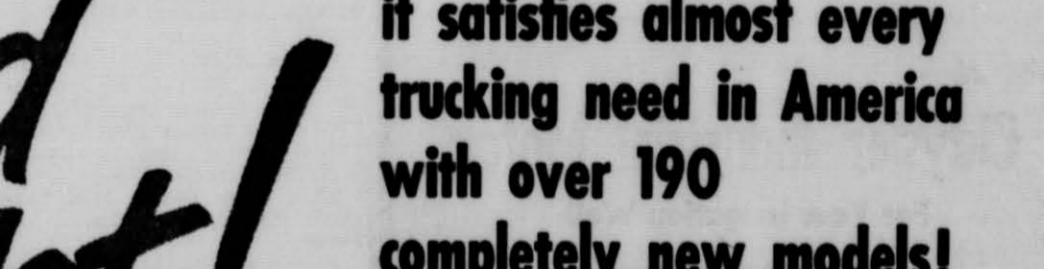 it satisfies almost every
trucking need in America
with over 190
completely new models!